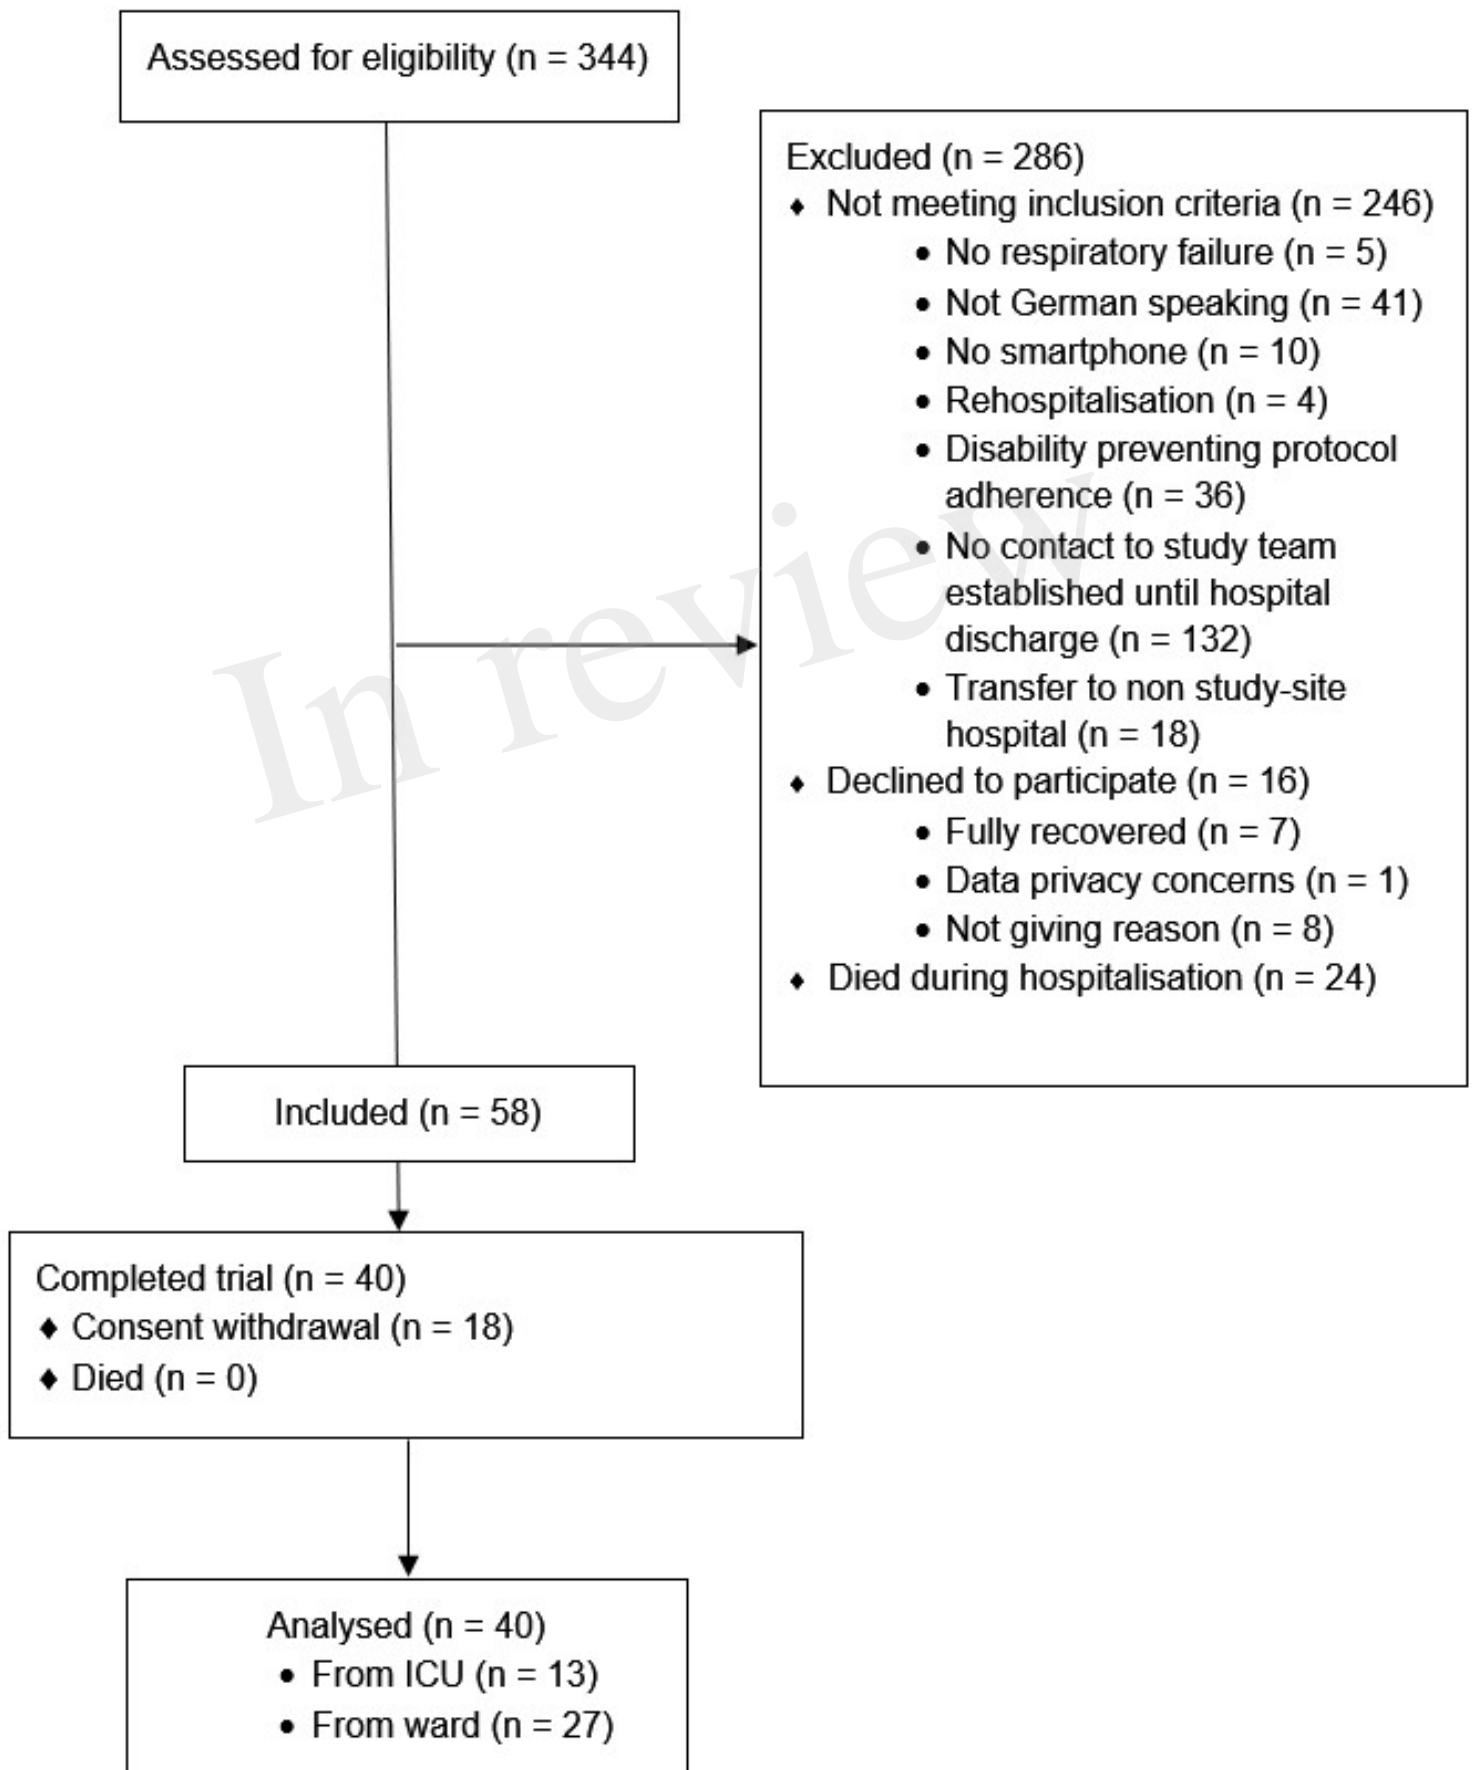 Assessed for eligibility (n = 344)
Excluded (n = 286)
♦ Not meeting inclusion criteria (n = 246)
• No respiratory failure (n = 5)
• Not German speaking (n = 41)
• No smartphone (n = 10)
• Rehospitalisation (n = 4)
• Disability preventing protocol
adherence (n = 36)
• No contact to study team
established until hospital
discharge (n = 132)
• Transfer to non study-site
hospital (n = 18)
♦ Declined to participate (n = 16)
• Fully recovered (n = 7)
• Data privacy concerns (n = 1)
• Not giving reason (n = 8)
♦ Died during hospitalisation (n = 24)
In review
Included (n = 58)
Completed trial (n = 40)
♦ Consent withdrawal (n = 18)
♦ Died (n = 0)
Analysed (n = 40)
• From ICU (n = 13)
• From ward (n = 27)